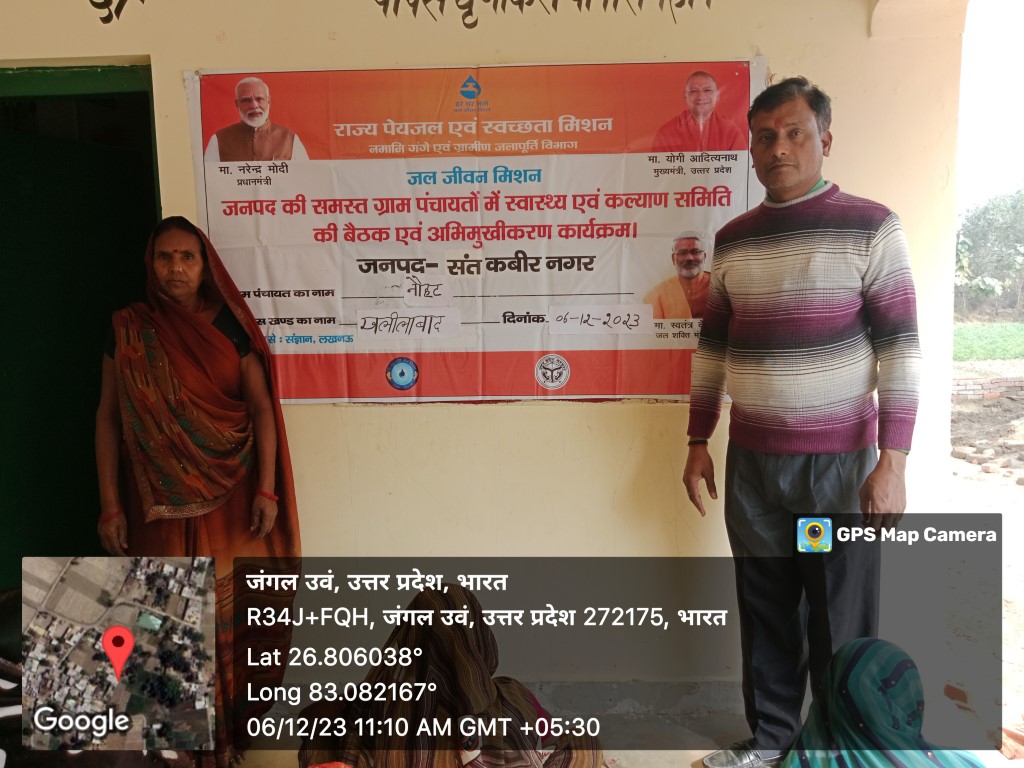 हर घर जल
राज्य पेयजल एवं स्वच्छता मिशन
नमामि गंगे एवं ग्रामीण जलापूर्ति विभाग
मा. नरेन्द्र मोदी
प्रधानमंत्री
मा. योगी आदित्यनाथ
मुख्यमंत्री, उत्तर प्रदेश
जल जीवन मिशन
जनपद की समस्त ग्राम पंचायतों में स्वास्थ्य एवं कल्याण समिति
की बैठक एवं अभिमुखीकरण कार्यक्रम।
जनपद- संत कबीर नगर
म पंचायत का नाम नौहट
स खण्ड का नाम खलीलाबाद दिनांक 06-12-2023
मा. स्वतंत्र
जल शक्ति
से : संज्ञान, लखनऊ
GPS Map Camera
जंगल उवं, उत्तर प्रदेश, भारत
R34J+FQH, जंगल उवं, उत्तर प्रदेश 272175, भारत
Lat 26.806038°
Long 83.082167°
06/12/23 11:10 AM GMT +05:30
Google